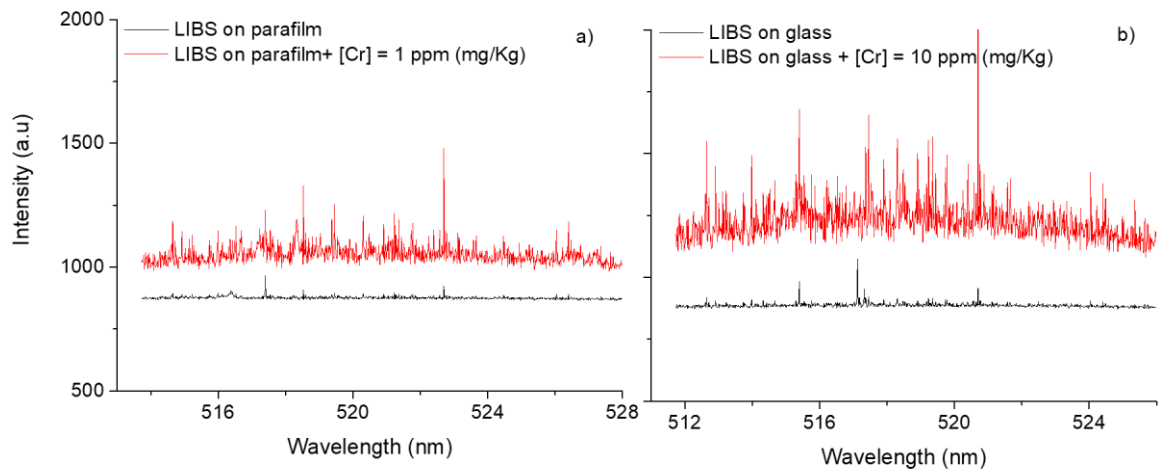 2000
1500
1000
500
Intensity (a.u)
LIBS on parafilm
LIBS on parafilm+ [Cr] = 1 ppm (mg/Kg)
a)
516 520 524 528
Wavelength (nm)
LIBS on glass
LIBS on glass + [Cr] = 10 ppm (mg/Kg)
b)
512 516 520 524
Wavelength (nm)